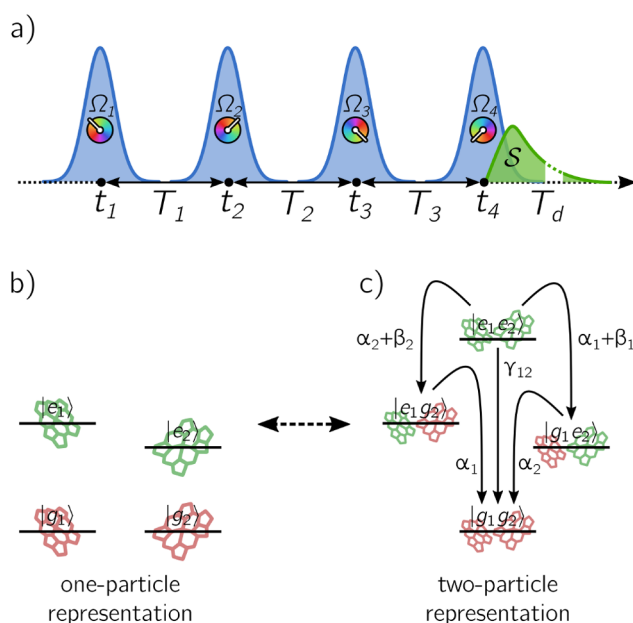 a)
Ω₁ Ω₂ Ω₃ Ω₄
S
t₁ T₁ t₂ T₂ t₃ T₃ t₄ T_d
b) c)
|e₁e₂⟩
α₂+β₂ α₁+β₁
γ₁₂
|e₁⟩ |e₂⟩ |e₁g₂⟩ |g₁e₂⟩
α₁ α₂
|g₁⟩ |g₂⟩ |g₁g₂⟩
one-particle two-particle
representation representation